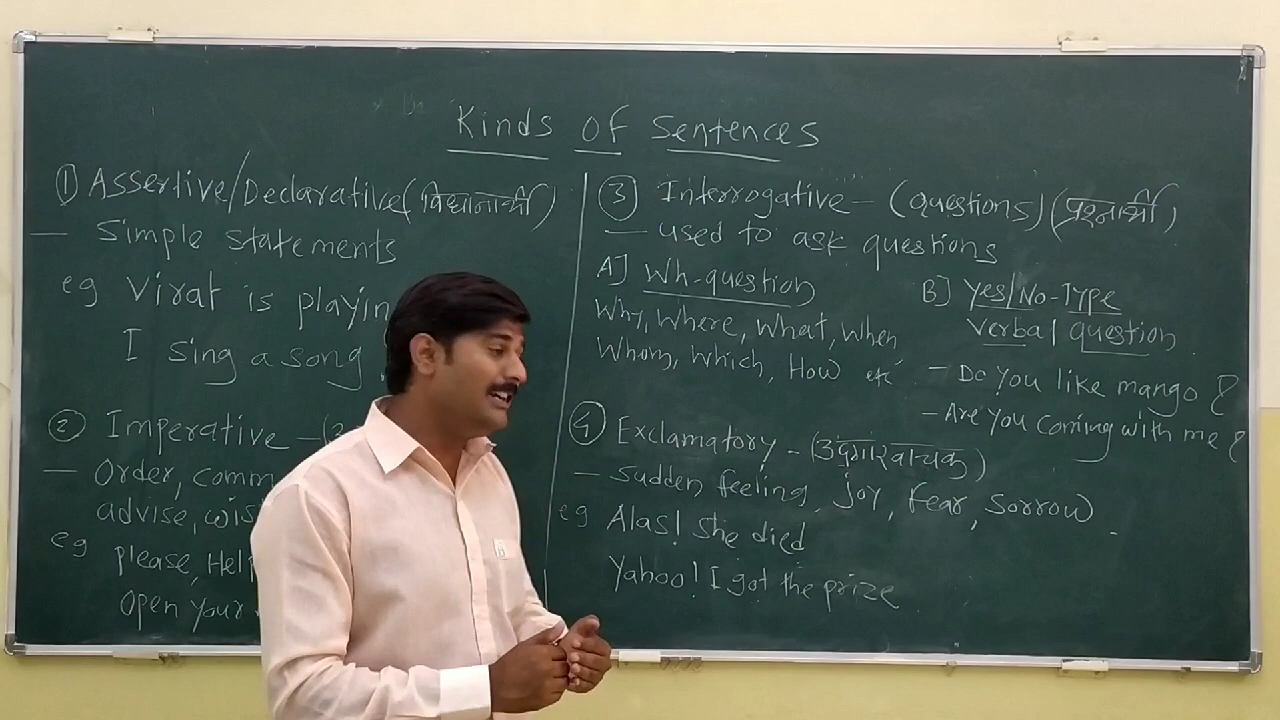 Kinds of Sentences
① Assertive/Declarative (विधानार्थी)
— Simple statements
eg Virat is playin
I sing a song
② Imperative – (
— Order, comm
advise, wis
eg please, Hel
Open Your
③ Interrogative – (questions) (प्रश्नार्थी)
— used to ask questions
A] Wh-question
Why, Where, What, When
Whom, Which, How etc
B] Yes/No-Type
Verbal question
- Do You like mango ?
- Are You Coming with me ?
④ Exclamatory - (उद्गारवाचक)
— Sudden feeling, Joy, Fear, Sorrow
eg Alas! She died
Yahoo! I got the prize